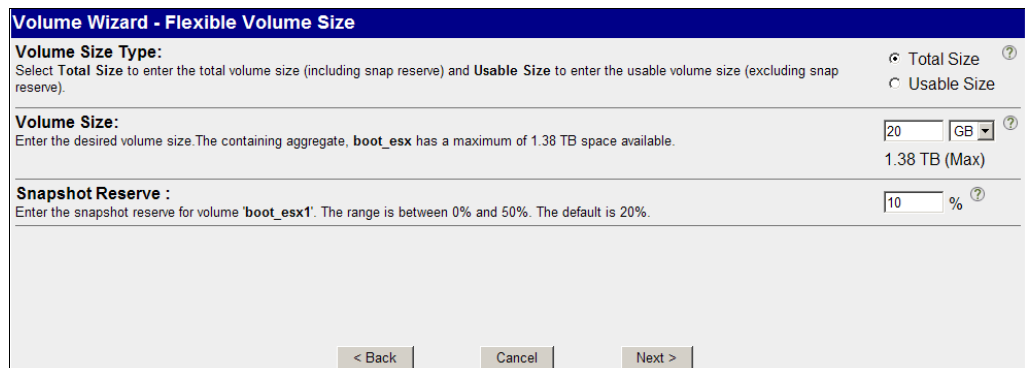 Volume Wizard - Flexible Volume Size
Volume Size Type:
Select Total Size to enter the total volume size (including snap reserve) and Usable Size to enter the usable volume size (excluding snap
reserve).
Total Size ?
Usable Size
Volume Size:
Enter the desired volume size.The containing aggregate, boot_esx has a maximum of 1.38 TB space available.
20 GB ?
1.38 TB (Max)
Snapshot Reserve :
Enter the snapshot reserve for volume 'boot_esx1'. The range is between 0% and 50%. The default is 20%.
10 % ?
< Back Cancel Next >